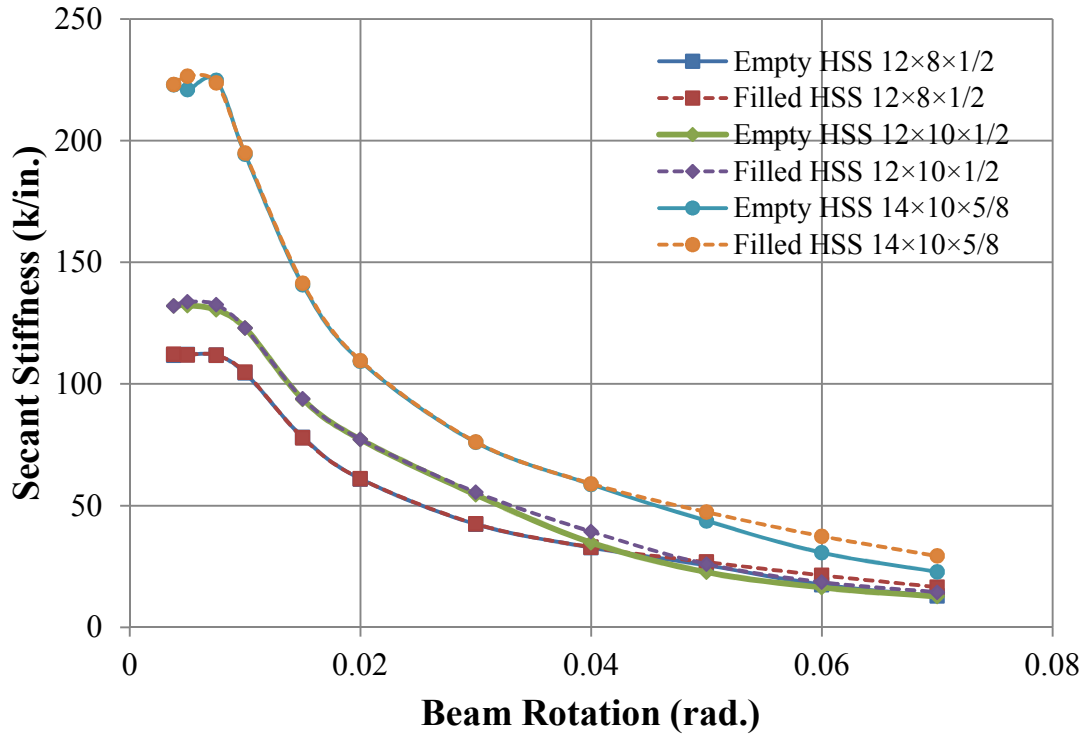 250
200
150
100
50
0
Secant Stiffness (k/in.)
Empty HSS 12×8×1/2
Filled HSS 12×8×1/2
Empty HSS 12×10×1/2
Filled HSS 12×10×1/2
Empty HSS 14×10×5/8
Filled HSS 14×10×5/8
0 0.02 0.04 0.06 0.08
Beam Rotation (rad.)